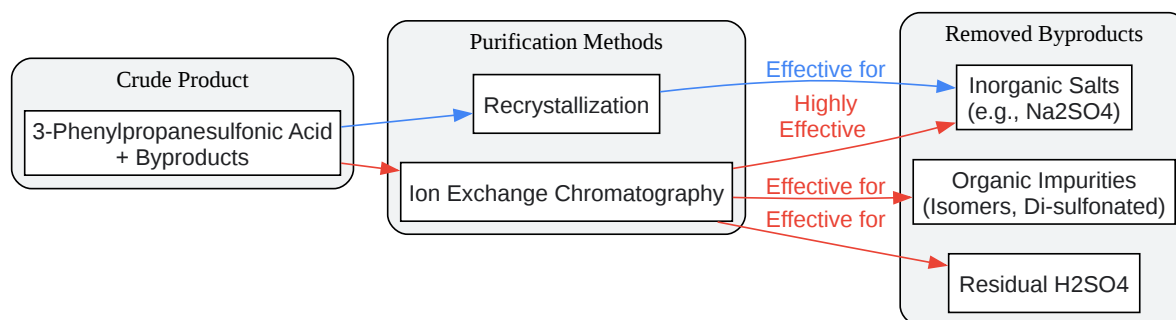 Crude Product
3-Phenylpropanesulfonic Acid
+ Byproducts
Purification Methods
Recrystallization
Ion Exchange Chromatography
Effective for
Highly
Effective
Effective for
Effective for
Removed Byproducts
Inorganic Salts
(e.g., Na2SO4)
Organic Impurities
(Isomers, Di-sulfonated)
Residual H2SO4